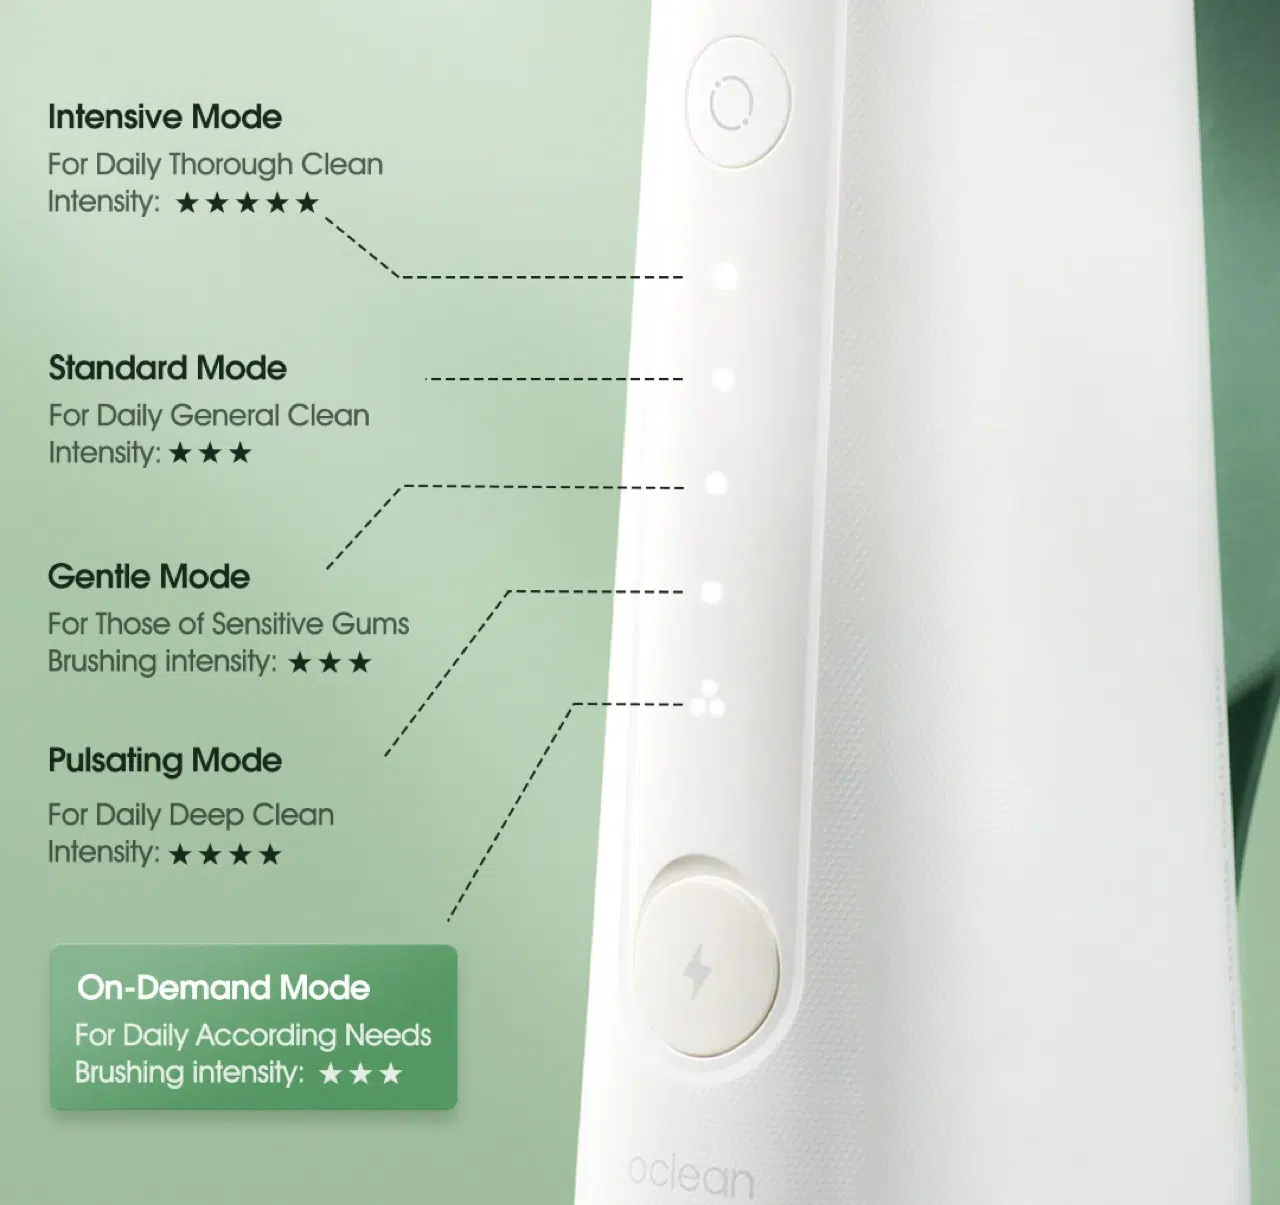 Intensive Mode
For Daily Thorough Clean
Intensity: ★★★★★
Standard Mode
For Daily General Clean
Intensity: ★★★
Gentle Mode
For Those of Sensitive Gums
Brushing intensity: ★★★
Pulsating Mode
For Daily Deep Clean
Intensity: ★★★★
On-Demand Mode
For Daily According Needs
Brushing intensity: ★★★
oclean